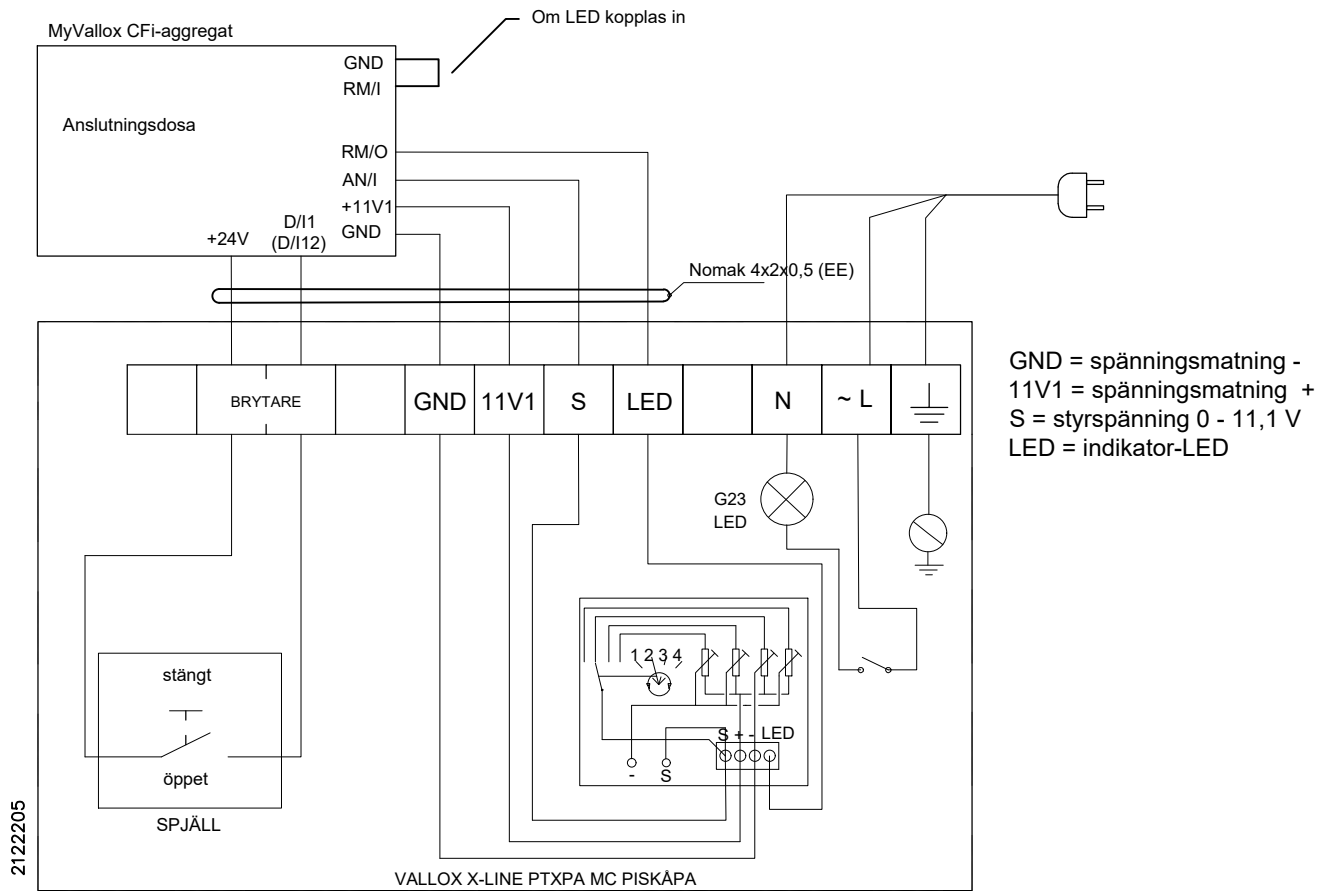 Om LED kopplas in
MyVallox CFi-aggregat
GND
RM/I
Anslutningsdosa
RM/O
AN/I
+11V1
GND
+24V
D/I1
(D/I12)
Nomak 4x2x0,5 (EE)
BRYTARE
GND
11V1
S
LED
N
~ L
GND = spänningsmatning -
11V1 = spänningsmatning +
S = styrspänning 0 - 11,1 V
LED = indikator-LED
G23
LED
1 2 3 4
S + - LED
- S
stängt
öppet
SPJÄLL
2122205
VALLOX X-LINE PTXPA MC PISKÅPA